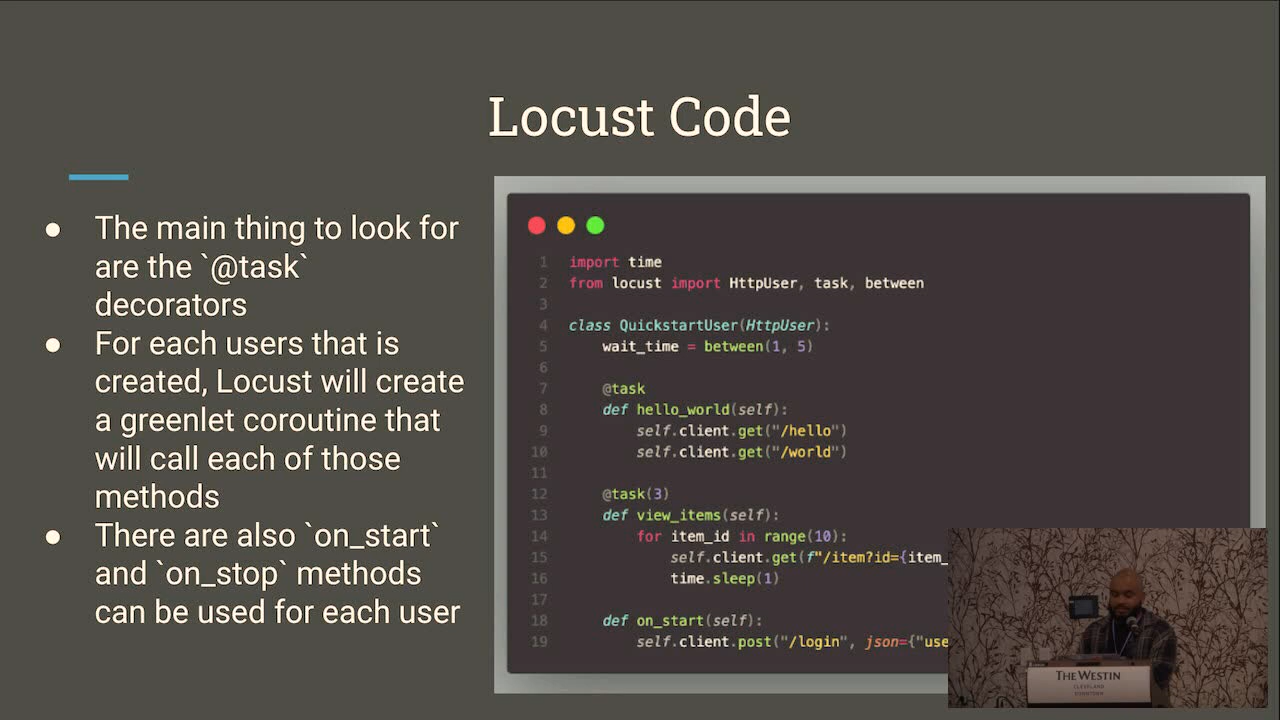 Locust Code
● The main thing to look for
are the `@task`
decorators
● For each users that is
created, Locust will create
a greenlet coroutine that
will call each of those
methods
● There are also `on_start`
and `on_stop` methods
can be used for each user
1 import time
2 from locust import HttpUser, task, between
3
4 class QuickstartUser(HttpUser):
5     wait_time = between(1, 5)
6
7     @task
8     def hello_world(self):
9         self.client.get("/hello")
10         self.client.get("/world")
11
12     @task(3)
13     def view_items(self):
14         for item_id in range(10):
15             self.client.get(f"/item?id={item_
16             time.sleep(1)
17
18     def on_start(self):
19         self.client.post("/login", json={"use
THE WESTIN
CLEVELAND
DOWNTOWN